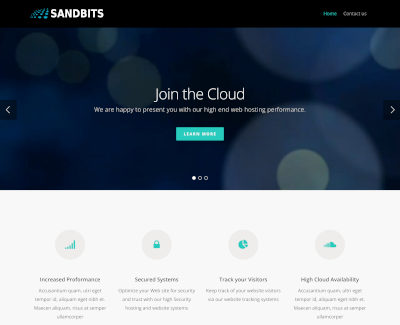 SANDBITS
Home
Contact us
Join the Cloud
We are happy to present you with our high end web hosting performance.
LEARN MORE
Increased Proformance
Accusantium quam, ultri eget
tempor id, aliquam eget nibh et.
Maecen aliquam, risus at semper
ullamcorper
Secured Systems
Optimize your Web site for security
and trust with our high Security
hosting and website systems
Track your Visitors
Keep track of your website visitors
via our website tracking systems
High Cloud Availability
Accusantium quam, ultri eget
tempor id, aliquam eget nibh et.
Maecen aliquam, risus at semper
ullamcorper